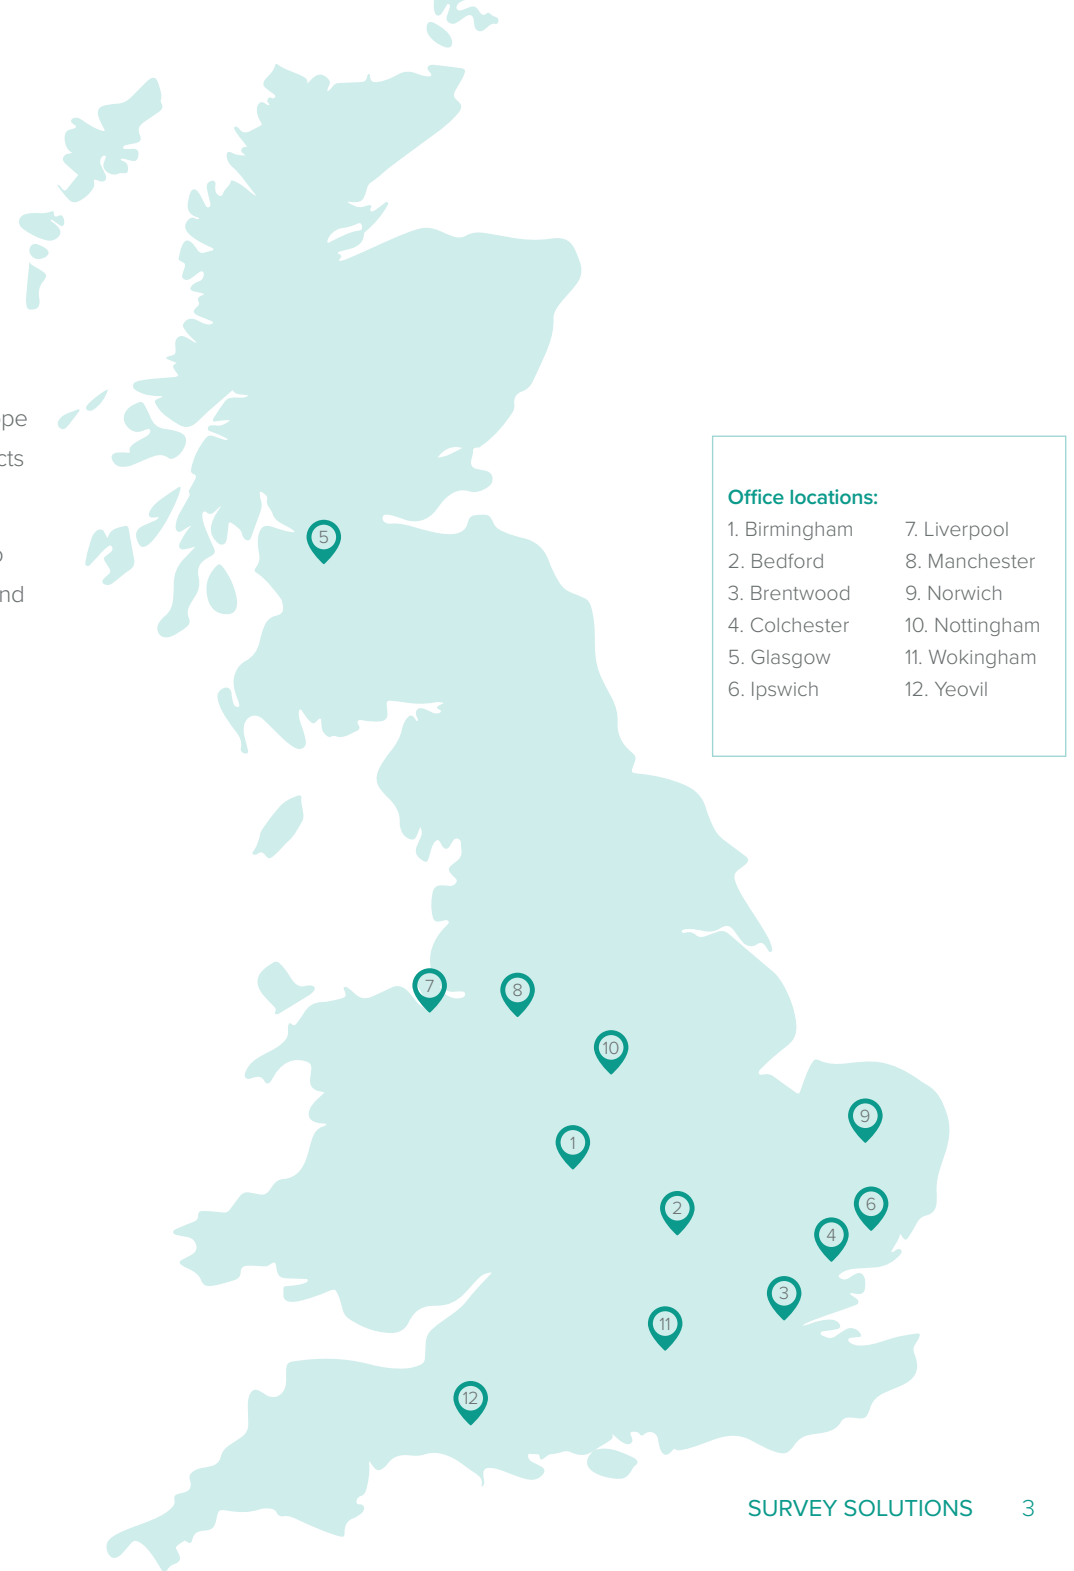 pe
cts
o
nd
Office locations:
1. Birmingham
2. Bedford
3. Brentwood
4. Colchester
5. Glasgow
6. Ipswich
7. Liverpool
8. Manchester
9. Norwich
10. Nottingham
11. Wokingham
12. Yeovil
5
7
8
10
9
1
2
6
4
3
11
12
SURVEY SOLUTIONS 3